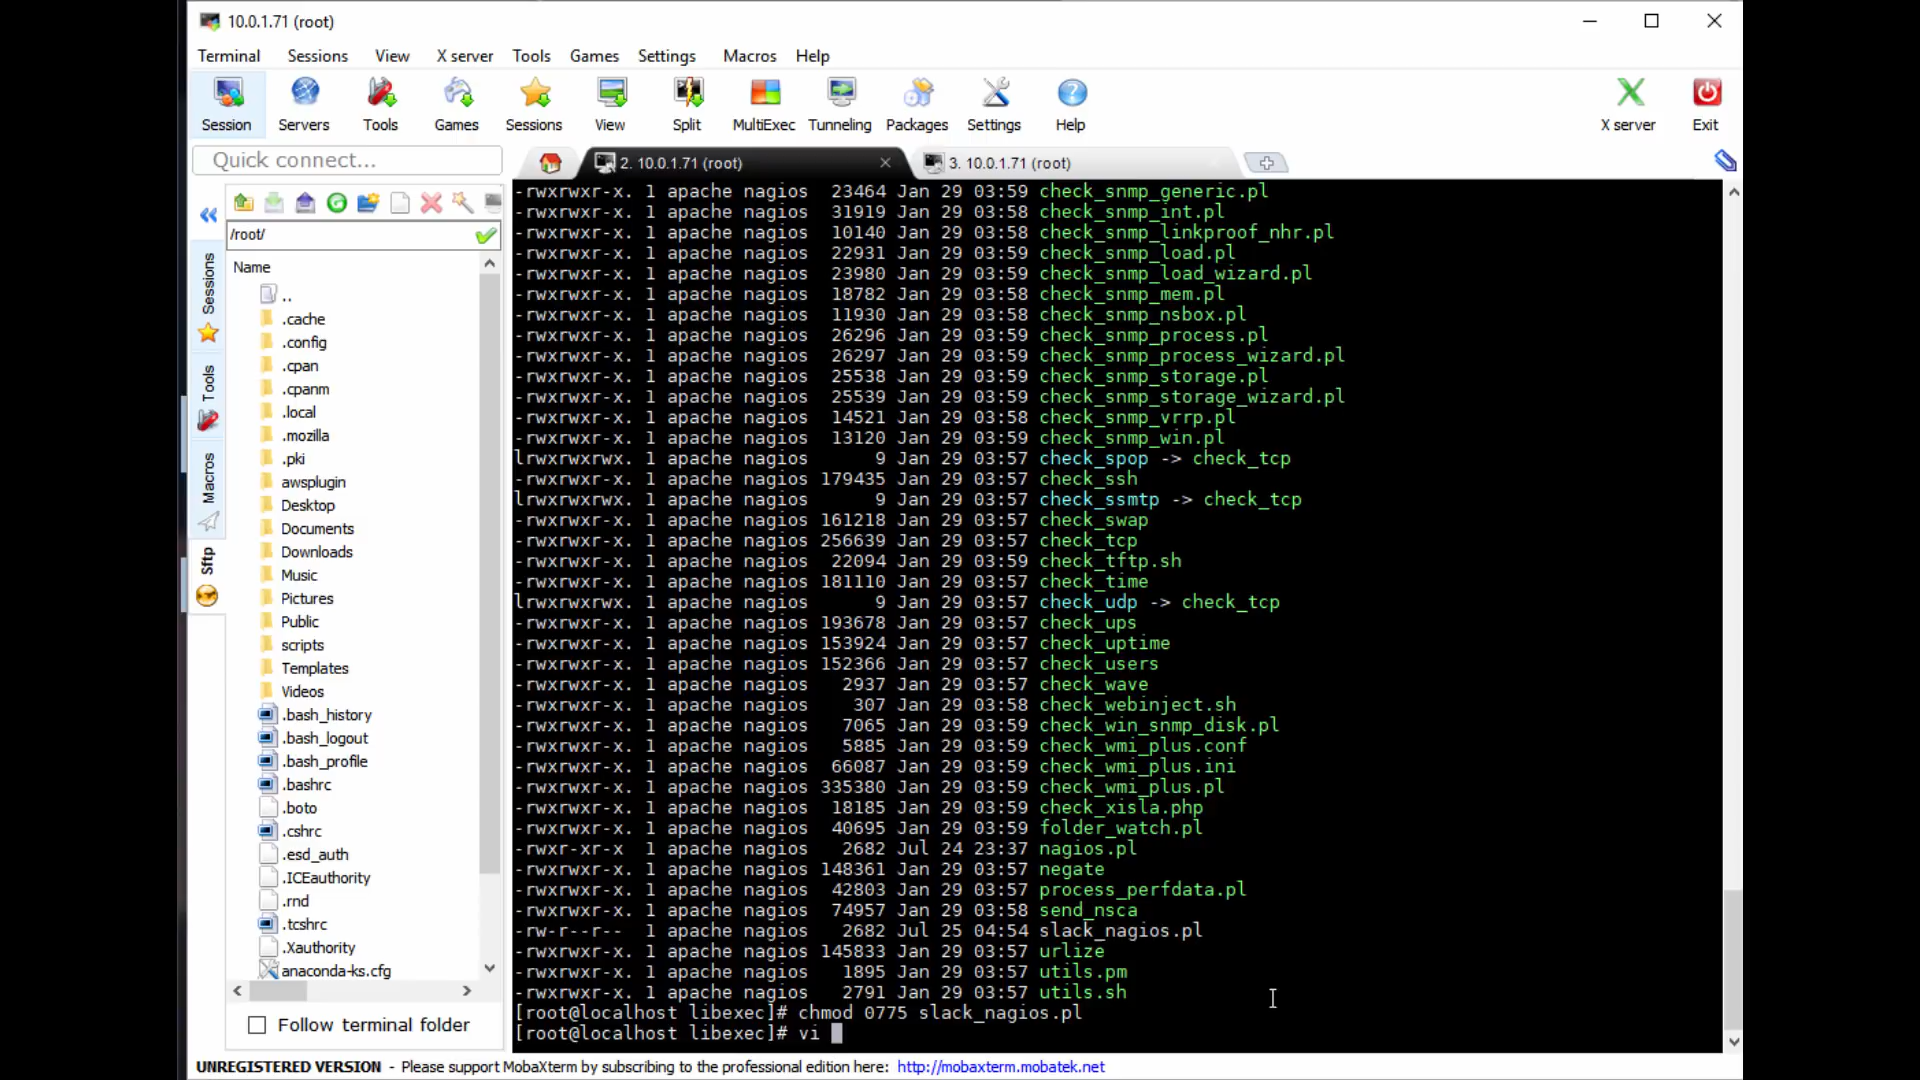 10.0.1.71 (root)
Terminal Sessions View X server Tools Games Settings Macros Help
Session Servers Tools Games Sessions View Split MultiExec Tunneling Packages Settings Help X server Exit
Quick connect...
2. 10.0.1.71 (root)
3. 10.0.1.71 (root)
Sessions
Tools
Macros
Sftp
/root/
Name
..
.cache
.config
.cpan
.cpanm
.local
.mozilla
.pki
awsplugin
Desktop
Documents
Downloads
Music
Pictures
Public
scripts
Templates
Videos
.bash_history
.bash_logout
.bash_profile
.bashrc
.boto
.cshrc
.esd_auth
.ICEauthority
.rnd
.tcshrc
.Xauthority
anaconda-ks.cfg
Follow terminal folder
-rwxrwxr-x. 1 apache nagios 23464 Jan 29 03:59 check_snmp_generic.pl
-rwxrwxr-x. 1 apache nagios 31919 Jan 29 03:58 check_snmp_int.pl
-rwxrwxr-x. 1 apache nagios 10140 Jan 29 03:58 check_snmp_linkproof_nhr.pl
-rwxrwxr-x. 1 apache nagios 22931 Jan 29 03:58 check_snmp_load.pl
-rwxrwxr-x. 1 apache nagios 23980 Jan 29 03:59 check_snmp_load_wizard.pl
-rwxrwxr-x. 1 apache nagios 18782 Jan 29 03:58 check_snmp_mem.pl
-rwxrwxr-x. 1 apache nagios 11930 Jan 29 03:58 check_snmp_nsbox.pl
-rwxrwxr-x. 1 apache nagios 26296 Jan 29 03:59 check_snmp_process.pl
-rwxrwxr-x. 1 apache nagios 26297 Jan 29 03:59 check_snmp_process_wizard.pl
-rwxrwxr-x. 1 apache nagios 25538 Jan 29 03:59 check_snmp_storage.pl
-rwxrwxr-x. 1 apache nagios 25539 Jan 29 03:59 check_snmp_storage_wizard.pl
-rwxrwxr-x. 1 apache nagios 14521 Jan 29 03:58 check_snmp_vrrp.pl
-rwxrwxr-x. 1 apache nagios 13120 Jan 29 03:59 check_snmp_win.pl
lrwxrwxrwx. 1 apache nagios 9 Jan 29 03:57 check_spop -> check_tcp
-rwxrwxr-x. 1 apache nagios 179435 Jan 29 03:57 check_ssh
lrwxrwxrwx. 1 apache nagios 9 Jan 29 03:57 check_ssmtp -> check_tcp
-rwxrwxr-x. 1 apache nagios 161218 Jan 29 03:57 check_swap
-rwxrwxr-x. 1 apache nagios 256639 Jan 29 03:57 check_tcp
-rwxrwxr-x. 1 apache nagios 22094 Jan 29 03:59 check_tftp.sh
-rwxrwxr-x. 1 apache nagios 181110 Jan 29 03:57 check_time
lrwxrwxrwx. 1 apache nagios 9 Jan 29 03:57 check_udp -> check_tcp
-rwxrwxr-x. 1 apache nagios 193678 Jan 29 03:57 check_ups
-rwxrwxr-x. 1 apache nagios 153924 Jan 29 03:57 check_uptime
-rwxrwxr-x. 1 apache nagios 152366 Jan 29 03:57 check_users
-rwxrwxr-x. 1 apache nagios 2937 Jan 29 03:57 check_wave
-rwxrwxr-x. 1 apache nagios 307 Jan 29 03:58 check_webinject.sh
-rwxrwxr-x. 1 apache nagios 7065 Jan 29 03:59 check_win_snmp_disk.pl
-rwxrwxr-x. 1 apache nagios 5885 Jan 29 03:59 check_wmi_plus.conf
-rwxrwxr-x. 1 apache nagios 66087 Jan 29 03:59 check_wmi_plus.ini
-rwxrwxr-x. 1 apache nagios 335380 Jan 29 03:59 check_wmi_plus.pl
-rwxrwxr-x. 1 apache nagios 18185 Jan 29 03:59 check_xisla.php
-rwxrwxr-x. 1 apache nagios 40695 Jan 29 03:59 folder_watch.pl
-rwxr-xr-x 1 apache nagios 2682 Jul 24 23:37 nagios.pl
-rwxrwxr-x. 1 apache nagios 148361 Jan 29 03:57 negate
-rwxrwxr-x. 1 apache nagios 42803 Jan 29 03:57 process_perfdata.pl
-rwxrwxr-x. 1 apache nagios 74957 Jan 29 03:58 send_nsca
-rw-r--r-- 1 apache nagios 2682 Jul 25 04:54 slack_nagios.pl
-rwxrwxr-x. 1 apache nagios 145833 Jan 29 03:57 urlize
-rwxrwxr-x. 1 apache nagios 1895 Jan 29 03:57 utils.pm
-rwxrwxr-x. 1 apache nagios 2791 Jan 29 03:57 utils.sh
[root@localhost libexec]# chmod 0775 slack_nagios.pl
[root@localhost libexec]# vi
UNREGISTERED VERSION - Please support MobaXterm by subscribing to the professional edition here: http://mobaxterm.mobatek.net